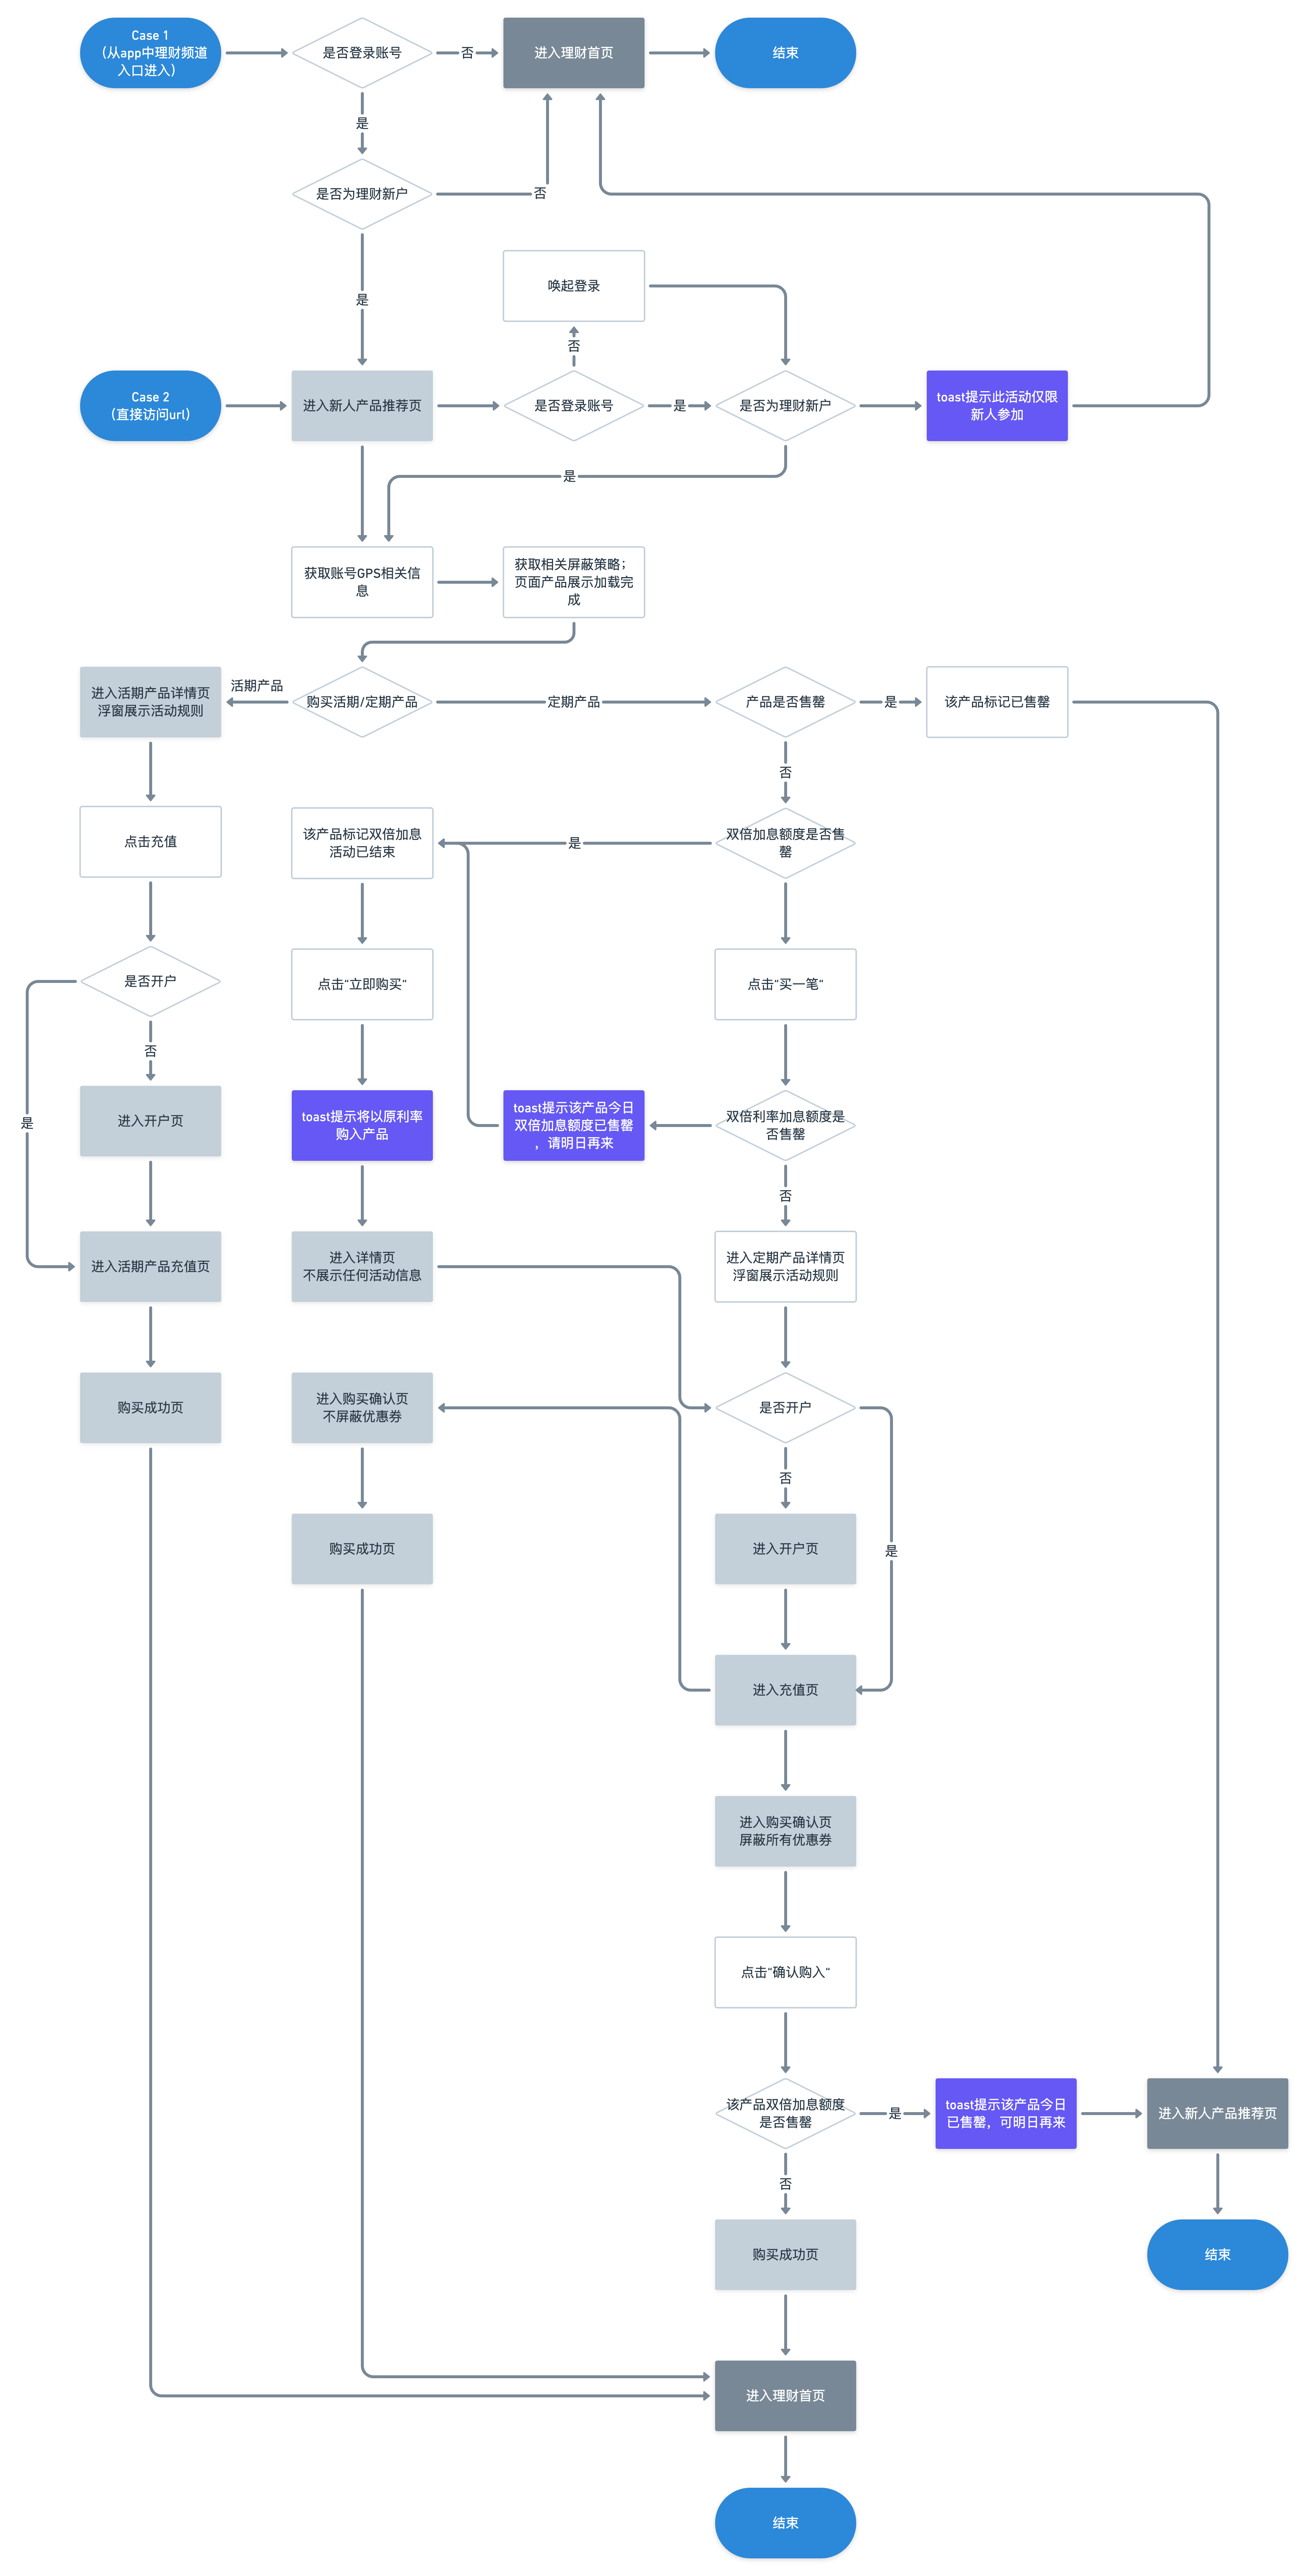 Case 1
（从app中理财频道
入口进入）
是否登录账号
否
进入理财首页
结束
是
是否为理财新户
否
是
唤起登录
否
Case 2
（直接访问url）
进入新人产品推荐页
是否登录账号
是
是否为理财新户
toast提示此活动仅限
新人参加
是
获取账号GPS相关信
息
获取相关屏蔽策略；
页面产品展示加载完
成
进入活期产品详情页
浮窗展示活动规则
活期产品
购买活期/定期产品
定期产品
产品是否售罄
是
该产品标记已售罄
否
点击充值
该产品标记双倍加息
活动已结束
是
双倍加息额度是否售
罄
是否开户
点击“立即购买”
点击“买一笔”
否
是
进入开户页
toast提示将以原利率
购入产品
toast提示该产品今日
双倍加息额度已售罄
，请明日再来
双倍利率加息额度是
否售罄
否
进入活期产品充值页
进入详情页
不展示任何活动信息
进入定期产品详情页
浮窗展示活动规则
购买成功页
进入购买确认页
不屏蔽优惠券
是否开户
否
购买成功页
进入开户页
是
进入充值页
进入购买确认页
屏蔽所有优惠券
点击“确认购入”
该产品双倍加息额度
是否售罄
是
toast提示该产品今日
已售罄，可明日再来
进入新人产品推荐页
否
购买成功页
结束
进入理财首页
结束